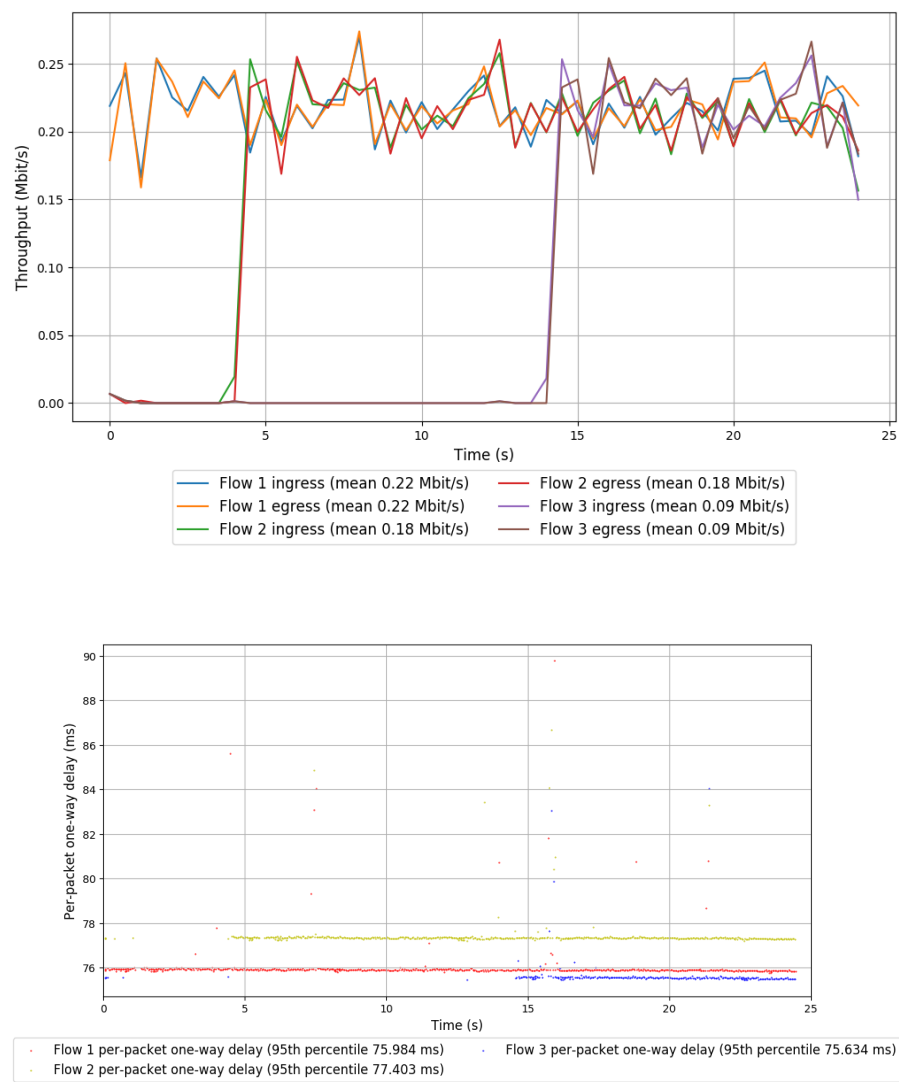 0.25
0.20
0.15
0.10
0.05
0.00
Throughput (Mbit/s)
0 5 10 15 20 25
Time (s)
Flow 1 ingress (mean 0.22 Mbit/s) Flow 2 egress (mean 0.18 Mbit/s)
Flow 1 egress (mean 0.22 Mbit/s) Flow 3 ingress (mean 0.09 Mbit/s)
Flow 2 ingress (mean 0.18 Mbit/s) Flow 3 egress (mean 0.09 Mbit/s)
90
88
86
84
82
80
78
76
Per-packet one-way delay (ms)
0 5 10 15 20 25
Time (s)
Flow 1 per-packet one-way delay (95th percentile 75.984 ms) Flow 3 per-packet one-way delay (95th percentile 75.634 ms)
Flow 2 per-packet one-way delay (95th percentile 77.403 ms)